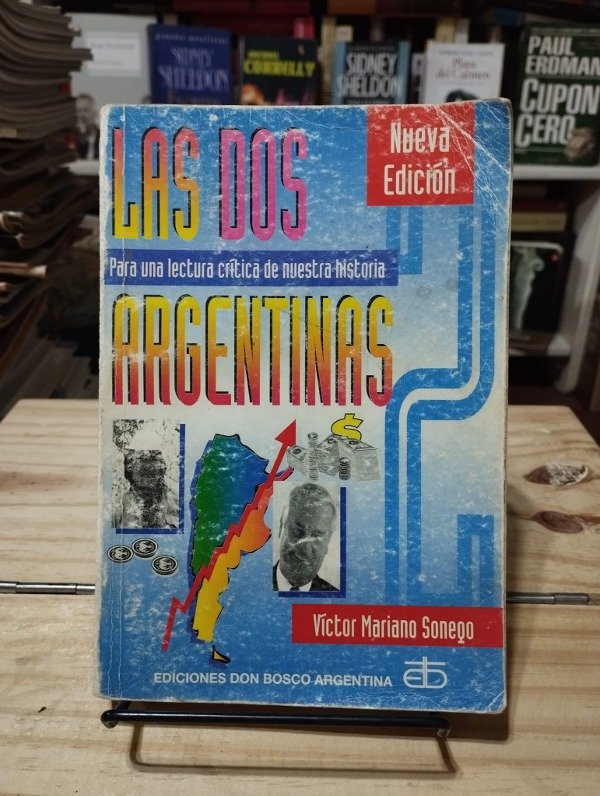 SIDNEY
SHELDON
CONNELLY
SIDNEY
SHELDON
PAUL
ERDMAN
CUPON
CERO
Nueva
Edición
LAS DOS
Para una lectura crítica de nuestra historia
ARGENTINAS
$
2
Víctor Mariano Sonego
EDICIONES DON BOSCO ARGENTINA